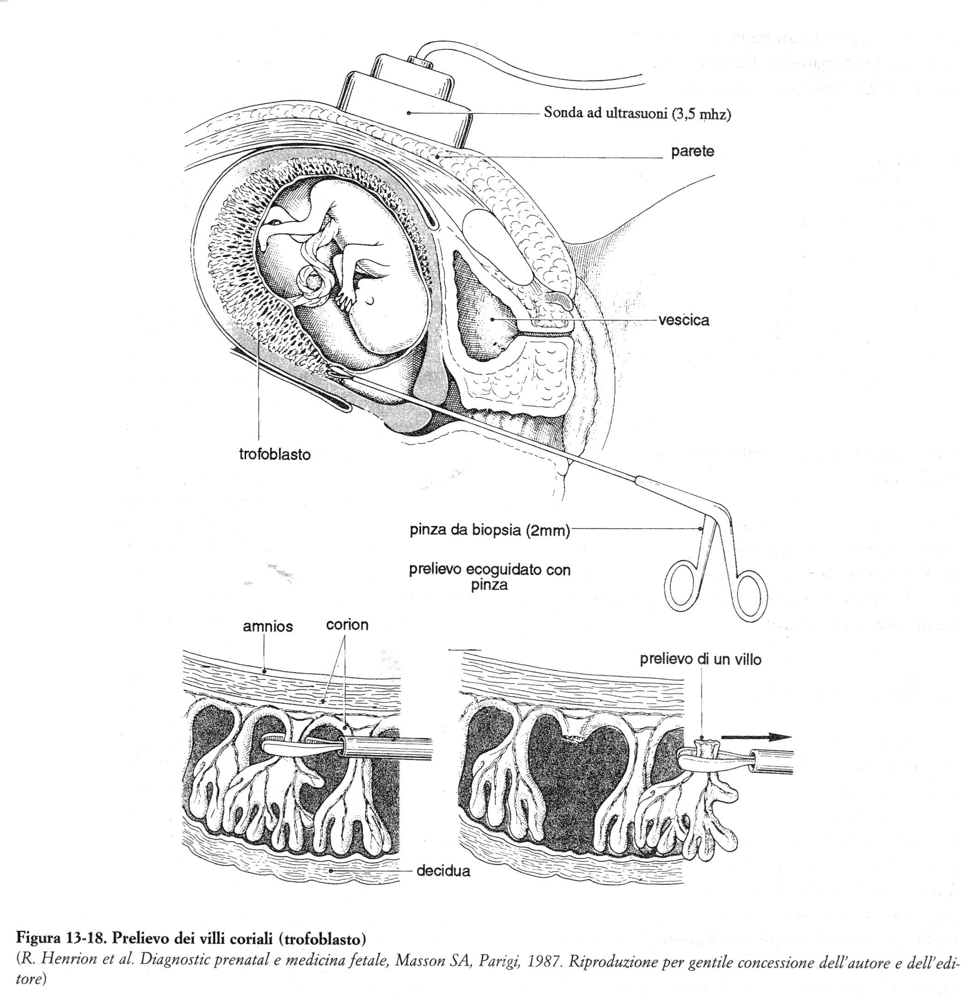 Sonda ad ultrasuoni (3,5 mhz)
parete
vescica
trofoblasto
pinza da biopsia (2mm)
prelievo ecoguidato con
pinza
amnios
corion
prelievo di un villo
decidua
Figura 13-18. Prelievo dei villi coriali (trofoblasto)
(R. Henrion et al. Diagnostic prenatal e medicina fetale, Masson SA, Parigi, 1987. Riproduzione per gentile concessione dell'autore e dell'edi-
tore)